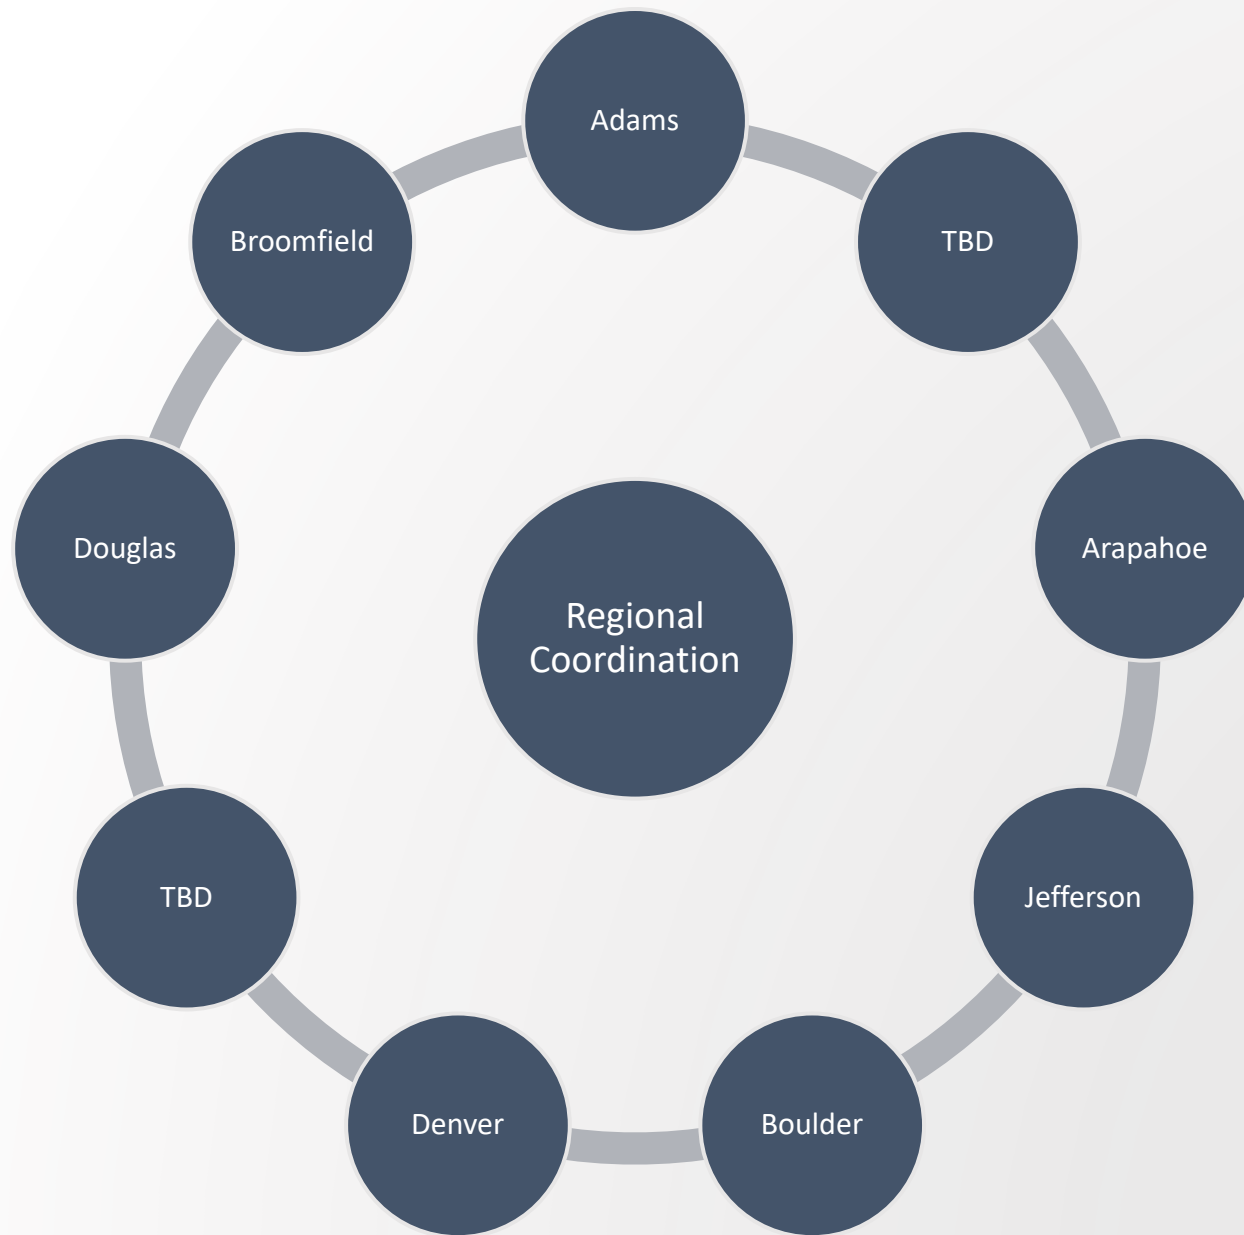 Adams
Broomfield
TBD
Douglas
Arapahoe
Regional
Coordination
TBD
Jefferson
Denver
Boulder